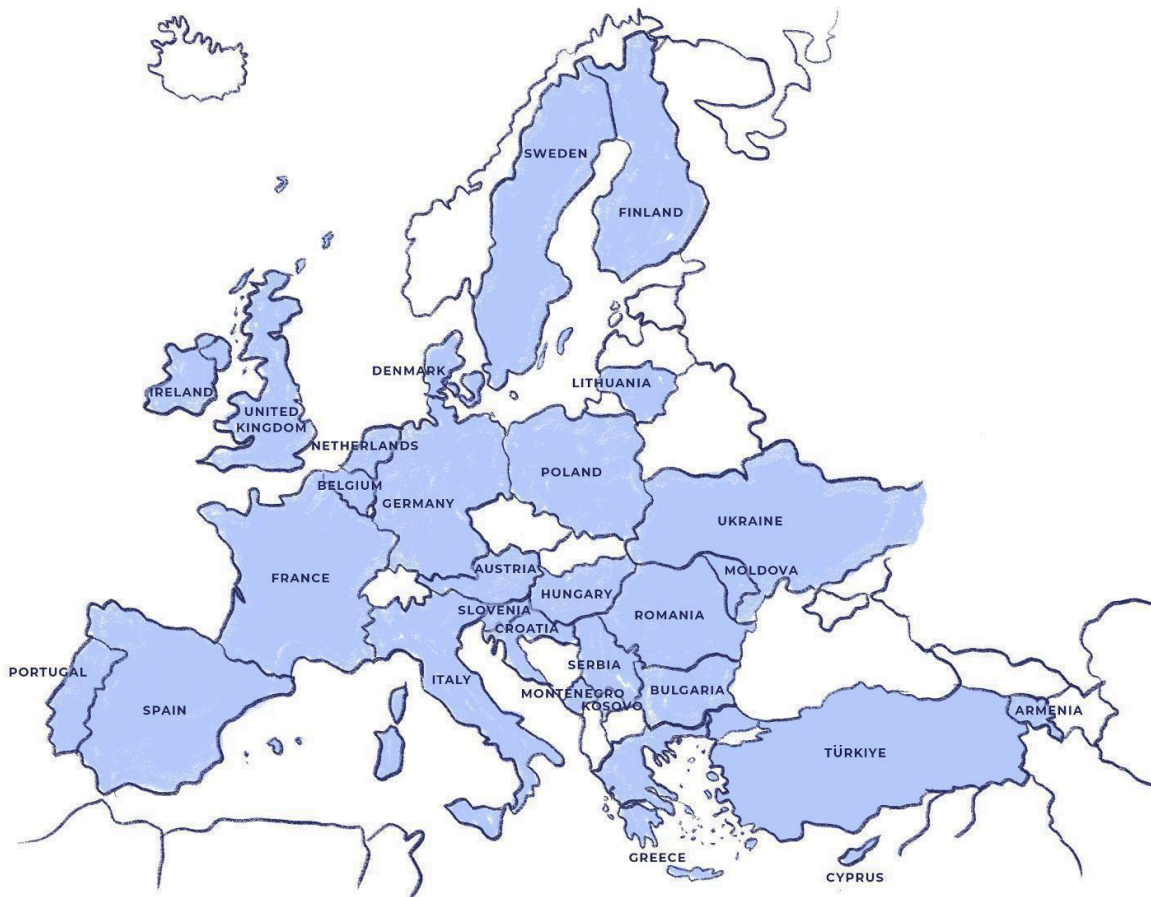 SWEDEN
FINLAND
DENMARK
LITHUANIA
IRELAND
UNITED
KINGDOM
NETHERLANDS
POLAND
BELGIUM
GERMANY
UKRAINE
AUSTRIA
MOLDOVA
FRANCE
HUNGARY
SLOVENIA
ROMANIA
CROATIA
SERBIA
PORTUGAL
ITALY
MONTENEGRO
BULGARIA
KOSOVO
SPAIN
ARMENIA
TÜRKIYE
GREECE
CYPRUS